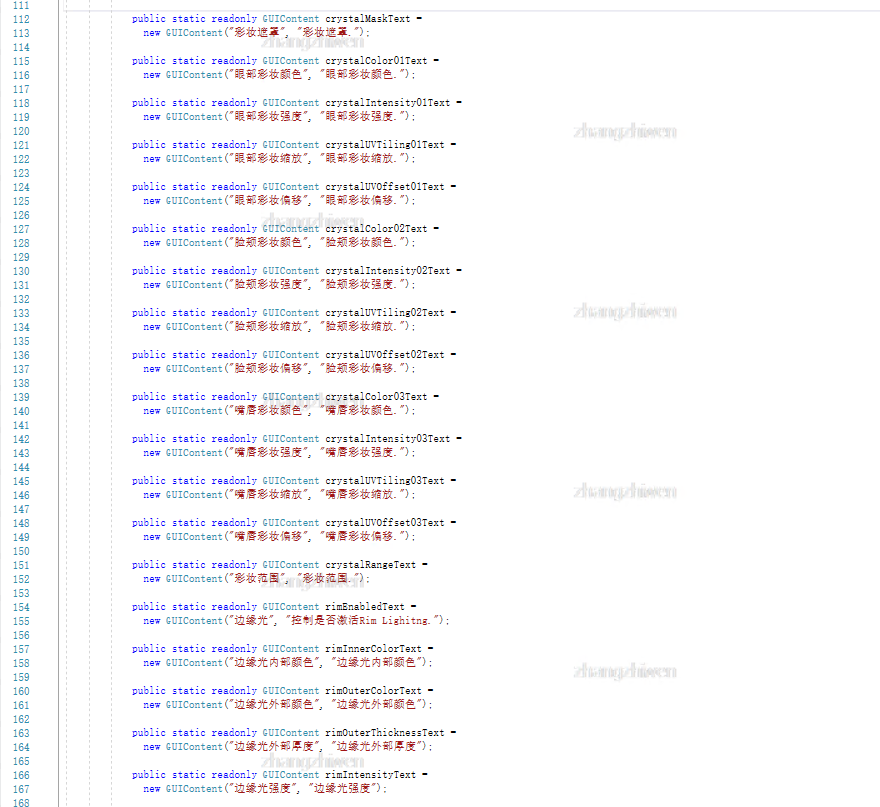 111
112 public static readonly GUIContent crystalMaskText =
113 new GUIContent("彩妆遮罩", "彩妆遮罩.");
114
115 public static readonly GUIContent crystalColor01Text =
116 new GUIContent("眼部彩妆颜色", "眼部彩妆颜色.");
117
118 public static readonly GUIContent crystalIntensity01Text =
119 new GUIContent("眼部彩妆强度", "眼部彩妆强度.");
120
121 public static readonly GUIContent crystalUVTiling01Text =
122 new GUIContent("眼部彩妆缩放", "眼部彩妆缩放.");
123
124 public static readonly GUIContent crystalUVOffset01Text =
125 new GUIContent("眼部彩妆偏移", "眼部彩妆偏移.");
126
127 public static readonly GUIContent crystalColor02Text =
128 new GUIContent("脸颊彩妆颜色", "脸颊彩妆颜色.");
129
130 public static readonly GUIContent crystalIntensity02Text =
131 new GUIContent("脸颊彩妆强度", "脸颊彩妆强度.");
132
133 public static readonly GUIContent crystalUVTiling02Text =
134 new GUIContent("脸颊彩妆缩放", "脸颊彩妆缩放.");
135
136 public static readonly GUIContent crystalUVOffset02Text =
137 new GUIContent("脸颊彩妆偏移", "脸颊彩妆偏移.");
138
139 public static readonly GUIContent crystalColor03Text =
140 new GUIContent("嘴唇彩妆颜色", "嘴唇彩妆颜色.");
141
142 public static readonly GUIContent crystalIntensity03Text =
143 new GUIContent("嘴唇彩妆强度", "嘴唇彩妆强度.");
144
145 public static readonly GUIContent crystalUVTiling03Text =
146 new GUIContent("嘴唇彩妆缩放", "嘴唇彩妆缩放.");
147
148 public static readonly GUIContent crystalUVOffset03Text =
149 new GUIContent("嘴唇彩妆偏移", "嘴唇彩妆偏移.");
150
151 public static readonly GUIContent crystalRangeText =
152 new GUIContent("彩妆范围", "彩妆范围.");
153
154 public static readonly GUIContent rimEnabledText =
155 new GUIContent("边缘光", "控制是否激活Rim Lighitng.");
156
157 public static readonly GUIContent rimInnerColorText =
158 new GUIContent("边缘光内部颜色", "边缘光内部颜色");
159
160 public static readonly GUIContent rimOuterColorText =
161 new GUIContent("边缘光外部颜色", "边缘光外部颜色");
162
163 public static readonly GUIContent rimOuterThicknessText =
164 new GUIContent("边缘光外部厚度", "边缘光外部厚度");
165
166 public static readonly GUIContent rimIntensityText =
167 new GUIContent("边缘光强度", "边缘光强度");
168
zhangzhiwen
zhangzhiwen
zhangzhiwen
zhangzhiwen
zhangzhiwen
zhangzhiwen
zhangzhiwen
zhangzhiwen
zhangzhiwen